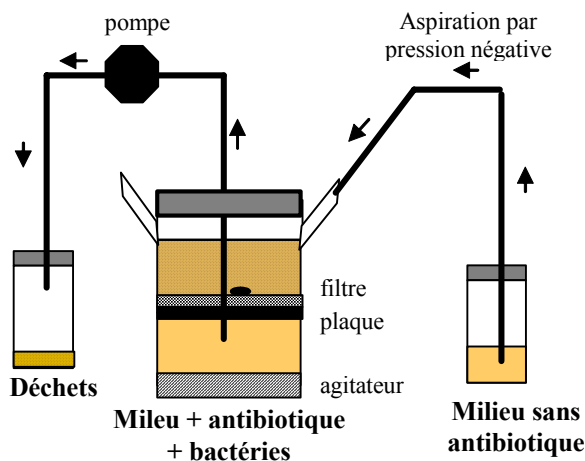 pompe
Aspiration par
pression négative
filtre
plaque
agitateur
Déchets
Mileu + antibiotique
+ bactéries
Milieu sans
antibiotique